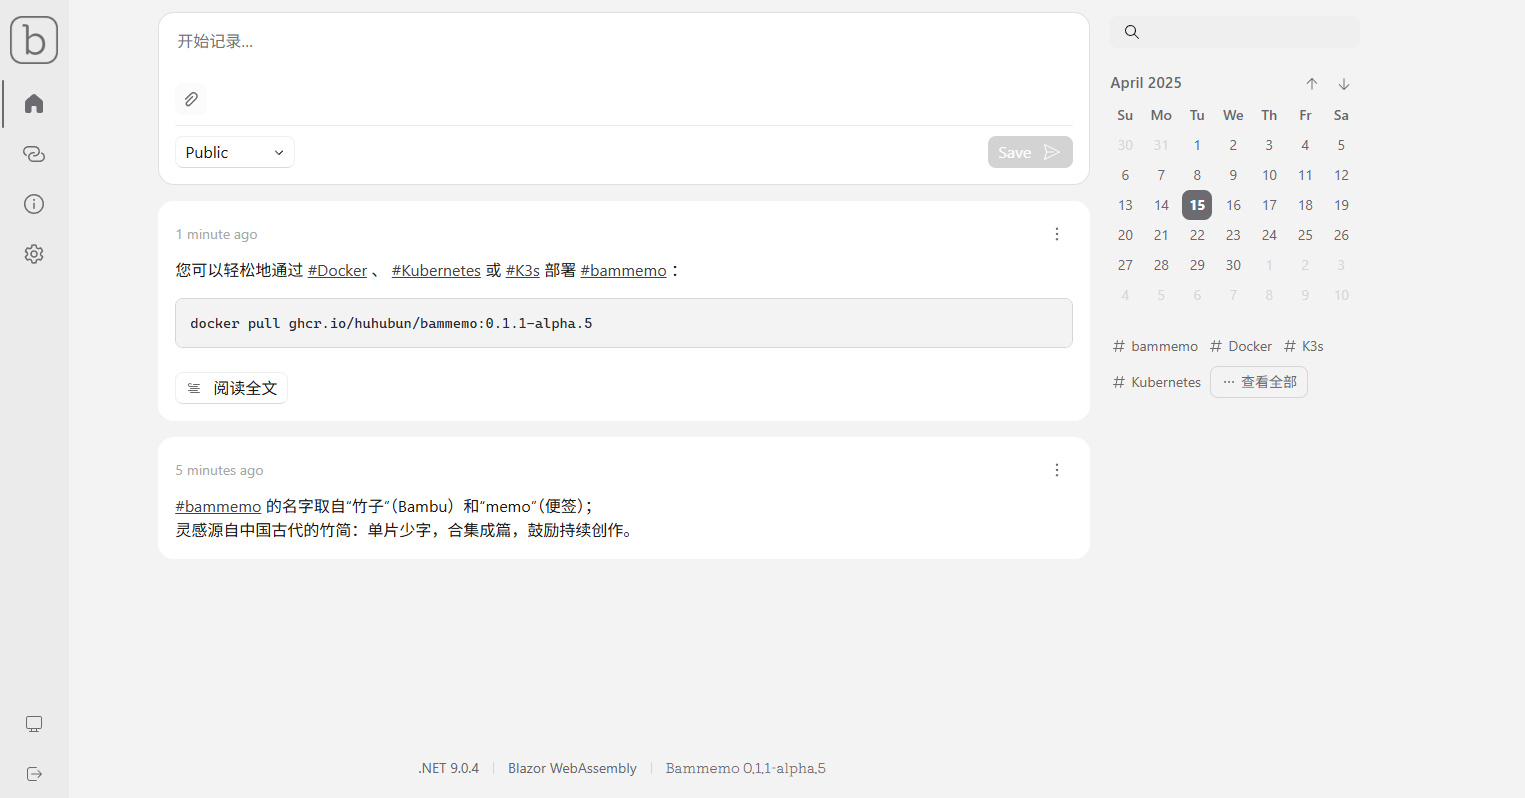 b
开始记录...
Public
Save
1 minute ago
您可以轻松地通过 #Docker 、 #Kubernetes 或 #K3s 部署 #bammemo ：
docker pull ghcr.io/huhubun/bammemo:0.1.1-alpha.5
阅读全文
5 minutes ago
#bammemo 的名字取自“竹子”（Bambu）和“memo”（便签）；
灵感源自中国古代的竹简：单片少字，合集成篇，鼓励持续创作。
April 2025
Su Mo Tu We Th Fr Sa
30 31 1 2 3 4 5
6 7 8 9 10 11 12
13 14 15 16 17 18 19
20 21 22 23 24 25 26
27 28 29 30 1 2 3
4 5 6 7 8 9 10
# bammemo # Docker # K3s
# Kubernetes ··· 查看全部
.NET 9.0.4 | Blazor WebAssembly | Bammemo 0.1.1-alpha.5